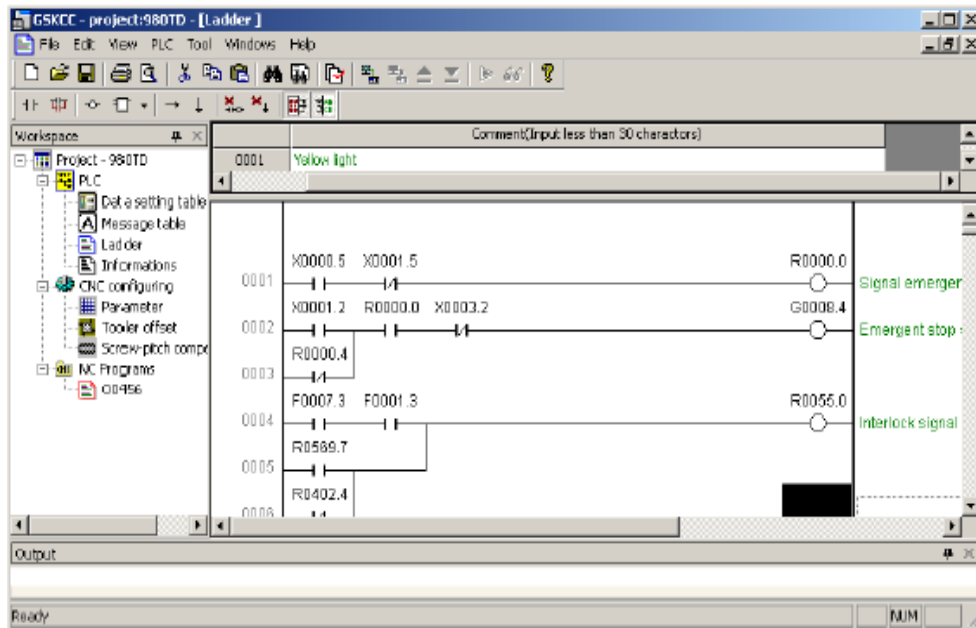 GSKCC - project:980TD - [Ladder ]
File Edit View PLC Tool Windows Help
Workspace
Comment(Input less than 30 charactors)
Project - 980TD
0001 Yellow light
PLC
Data setting table
Message table
Ladder
Informations
CNC configuring
Parameter
Tooler offset
Screw-pitch compe
NC Programs
O0456
X0000.5 X0001.5 R0000.0
0001 Signal emerger
X0001.2 R0000.0 X0003.2 G0008.4
0002 Emergent stop
R0000.4
0003
F0007.3 F0001.3 R0055.0
0004 Interlock signal
R0569.7
0005
R0402.4
0006
Output
Ready NUM